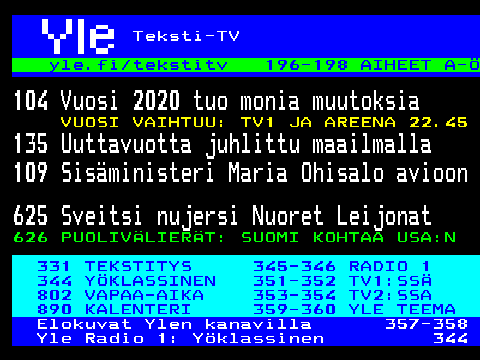 Yle Teksti-TV
yle.fi/tekstitv 196-198 AIHEET A-Ö
104 Vuosi 2020 tuo monia muutoksia
VUOSI VAIHTUU: TV1 JA AREENA 22.45
135 Uuttavuotta juhlittu maailmalla
109 Sisäministeri Maria Ohisalo avioon
625 Sveitsi nujersi Nuoret Leijonat
626 PUOLIVÄLIERÄT: SUOMI KOHTAA USA:N
331 TEKSTITYS 345-346 RADIO 1
344 YÖKLASSINEN 351-352 TV1:SSÄ
802 VAPAA-AIKA 353-354 TV2:SSA
890 KALENTERI 359-360 YLE TEEMA
Elokuvat Ylen kanavilla 357-358
Yle Radio 1: Yöklassinen 344